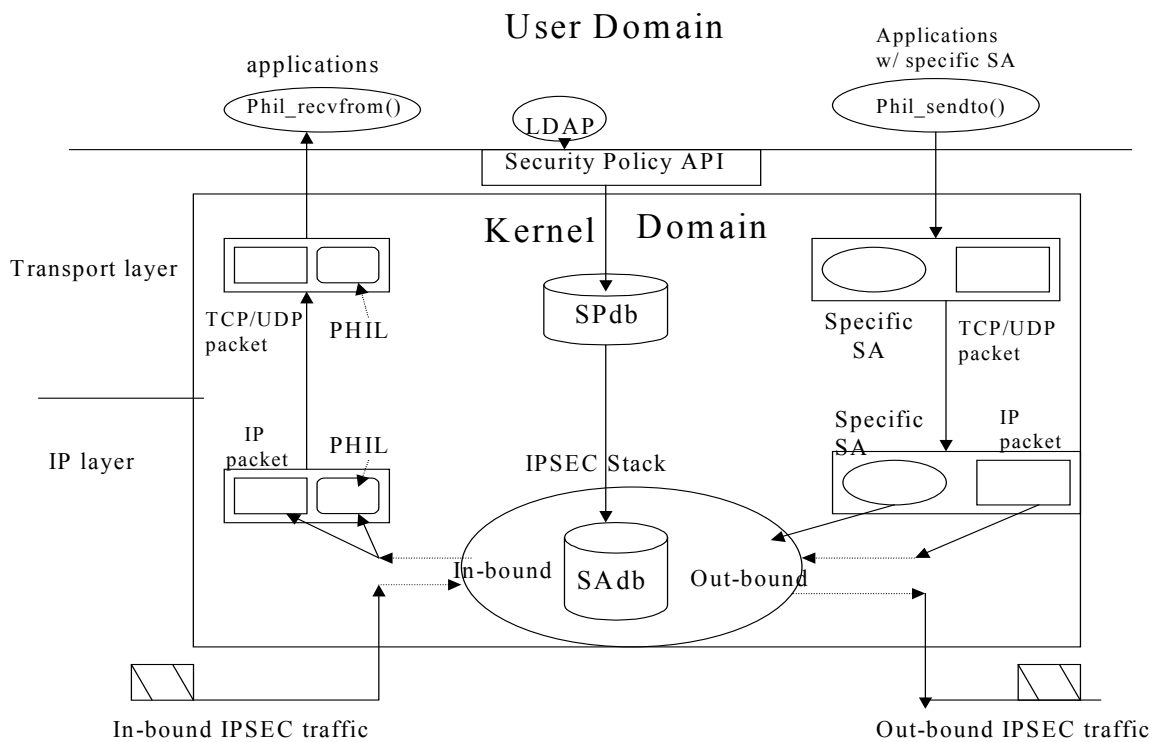 User Domain
applications
Phil_recvfrom()
LDAP
Security Policy API
Applications
w/ specific SA
Phil_sendto()
Kernel Domain
Transport layer
TCP/UDP
packet
PHIL
SPdb
Specific
SA
TCP/UDP
packet
IP layer
IP
packet
PHIL
IPSEC Stack
Specific
SA
IP
packet
In-bound
SAdb
Out-bound
In-bound IPSEC traffic
Out-bound IPSEC traffic